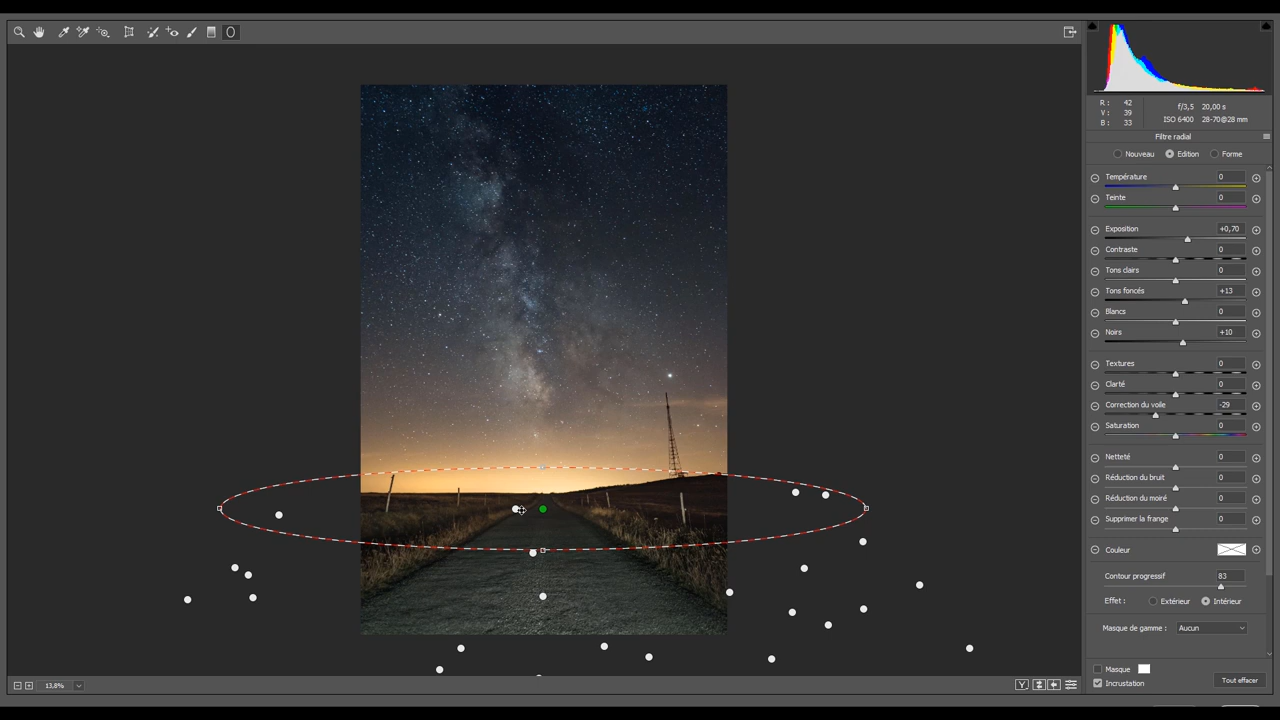 R : 42
V : 39
B : 33
f/3,5 20,00 s
ISO 6400 28-70@28 mm
Filtre radial
Nouveau Edition Forme
Température 0
Teinte 0
Exposition +0,70
Contraste 0
Tons clairs 0
Tons foncés +13
Blancs 0
Noirs +10
Textures 0
Clarté 0
Correction du voile -29
Saturation 0
Netteté 0
Réduction du bruit 0
Réduction du moiré 0
Supprimer la frange 0
Couleur
Contour progressif 83
Effet : Extérieur Intérieur
Masque de gamme : Aucun
Masque
Incrustation
Tout effacer
13,8%
Y